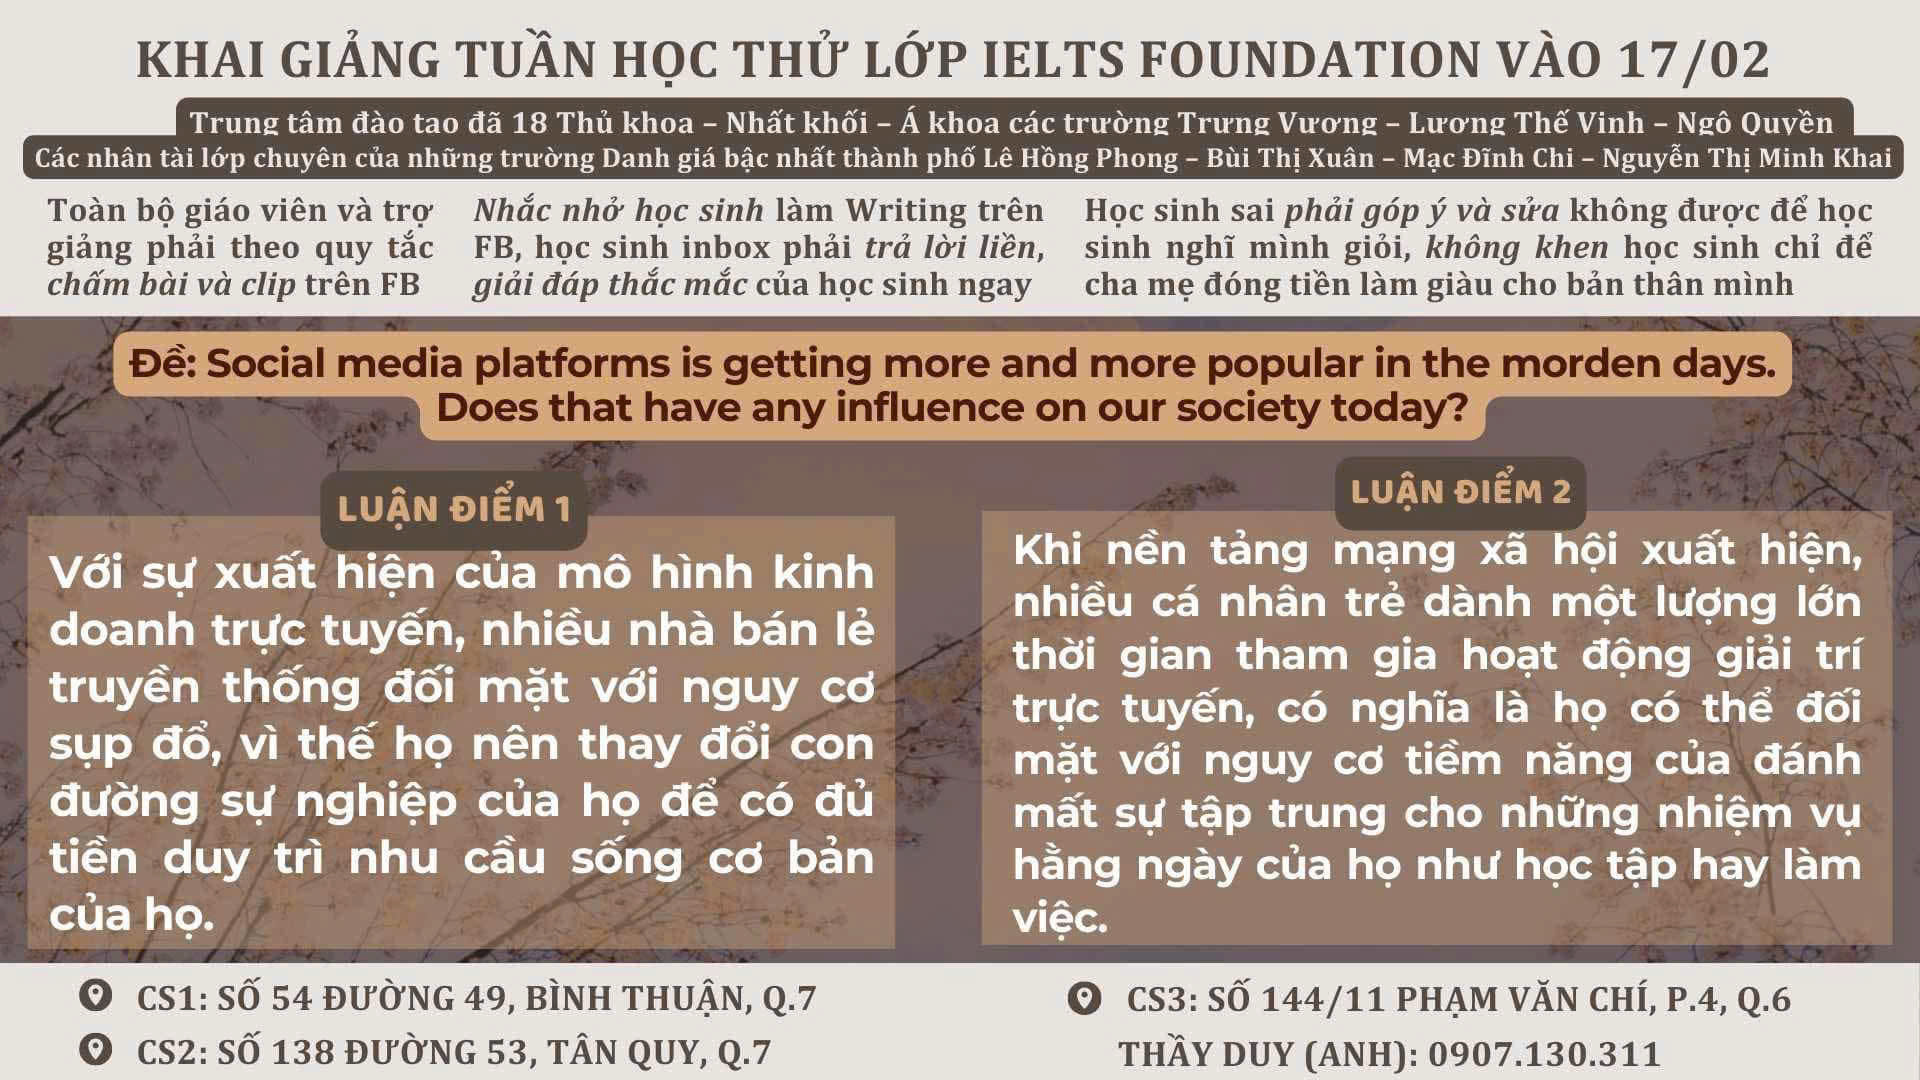 KHAI GIẢNG TUẦN HỌC THỬ LỚP IELTS FOUNDATION VÀO 17/02
Trung tâm đào tao đã 18 Thủ khoa – Nhất khối – Á khoa các trường Trưng Vương – Lương Thế Vinh – Ngô Quyền
Các nhân tài lớp chuyên của những trường Danh giá bậc nhất thành phố Lê Hồng Phong – Bùi Thị Xuân – Mạc Đĩnh Chi – Nguyễn Thị Minh Khai
Toàn bộ giáo viên và trợ
giảng phải theo quy tắc
chấm bài và clip trên FB
Nhắc nhở học sinh làm Writing trên
FB, học sinh inbox phải trả lời liền,
giải đáp thắc mắc của học sinh ngay
Học sinh sai phải góp ý và sửa không được để học
sinh nghĩ mình giỏi, không khen học sinh chỉ để
cha mẹ đóng tiền làm giàu cho bản thân mình
Đề: Social media platforms is getting more and more popular in the morden days.
Does that have any influence on our society today?
LUẬN ĐIỂM 1
Với sự xuất hiện của mô hình kinh
doanh trực tuyến, nhiều nhà bán lẻ
truyền thống đối mặt với nguy cơ
sụp đổ, vì thế họ nên thay đổi con
đường sự nghiệp của họ để có đủ
tiền duy trì nhu cầu sống cơ bản
của họ.
LUẬN ĐIỂM 2
Khi nền tảng mạng xã hội xuất hiện,
nhiều cá nhân trẻ dành một lượng lớn
thời gian tham gia hoạt động giải trí
trực tuyến, có nghĩa là họ có thể đối
mặt với nguy cơ tiềm năng của đánh
mất sự tập trung cho những nhiệm vụ
hằng ngày của họ như học tập hay làm
việc.
CS1: SỐ 54 ĐƯỜNG 49, BÌNH THUẬN, Q.7
CS2: SỐ 138 ĐƯỜNG 53, TÂN QUY, Q.7
CS3: SỐ 144/11 PHẠM VĂN CHÍ, P.4, Q.6
THẦY DUY (ANH): 0907.130.311